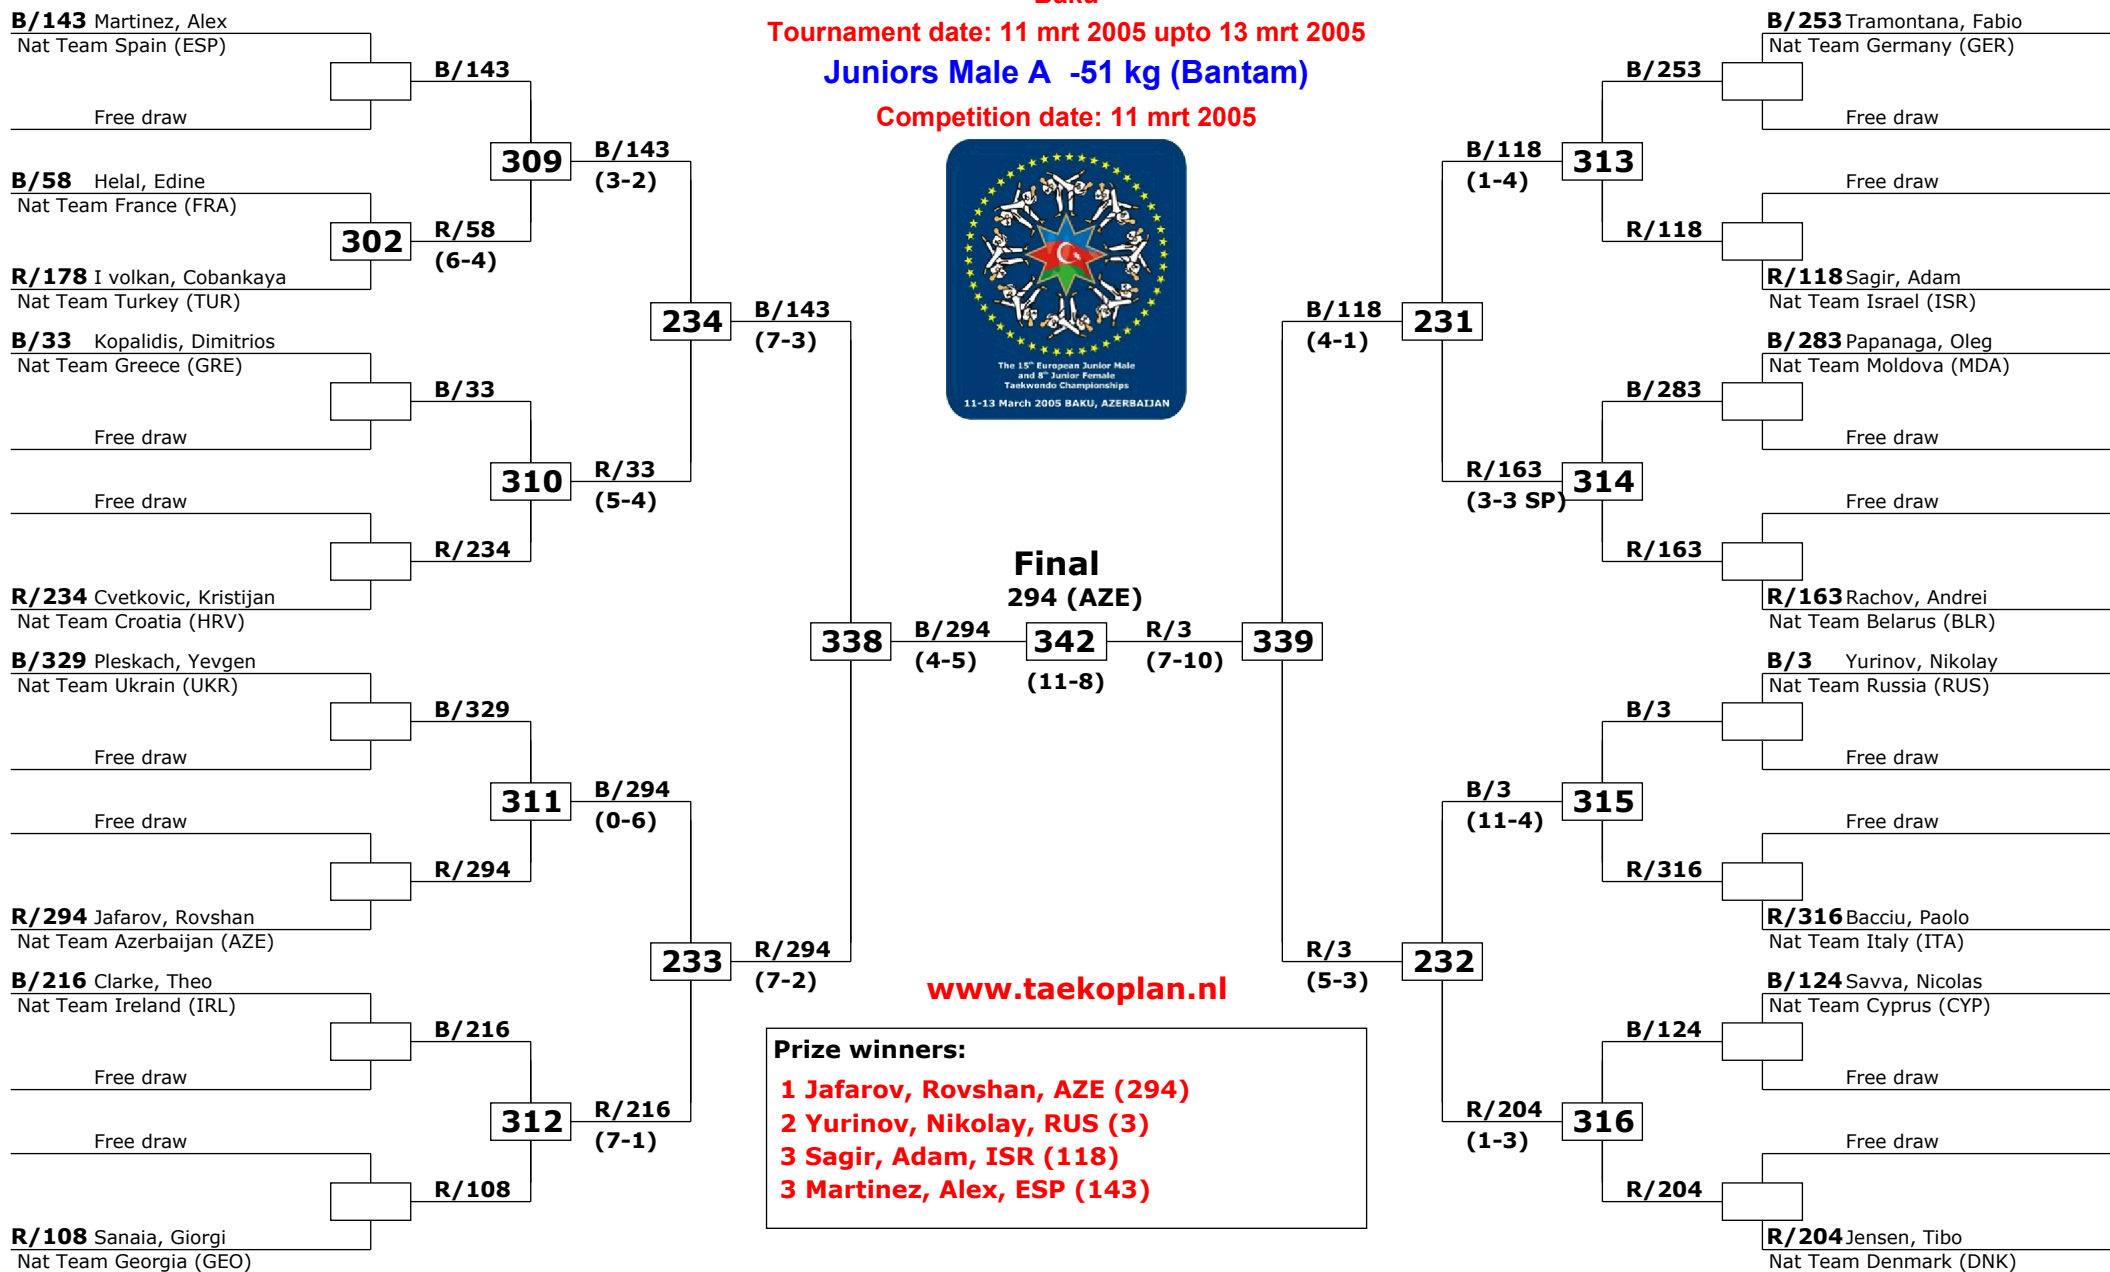 Baku
Tournament date: 11 mrt 2005 upto 13 mrt 2005
Juniors Male A -51 kg (Bantam)
Competition date: 11 mrt 2005
B/143 Martinez, Alex
Nat Team Spain (ESP)
B/143
Free draw
309
B/143
(3-2)
B/58 Helal, Edine
Nat Team France (FRA)
302
R/58
(6-4)
R/178 I volkan, Cobankaya
Nat Team Turkey (TUR)
234
B/143
(7-3)
B/33 Kopalidis, Dimitrios
Nat Team Greece (GRE)
B/33
Free draw
310
R/33
(5-4)
Free draw
R/234
R/234 Cvetkovic, Kristijan
Nat Team Croatia (HRV)
338
B/294
(4-5)
B/329 Pleskach, Yevgen
Nat Team Ukrain (UKR)
B/329
Free draw
311
B/294
(0-6)
Free draw
R/294
R/294 Jafarov, Rovshan
Nat Team Azerbaijan (AZE)
233
R/294
(7-2)
B/216 Clarke, Theo
Nat Team Ireland (IRL)
B/216
Free draw
312
R/216
(7-1)
Free draw
R/108
R/108 Sanaia, Giorgi
Nat Team Georgia (GEO)
The 15th European Junior Male
and 8th Junior Female
Taekwondo Championships
11-13 March 2005 BAKU, AZERBAIJAN
Final
294 (AZE)
342
(11-8)
R/3
(7-10)
339
B/253 Tramontana, Fabio
Nat Team Germany (GER)
B/253
Free draw
B/118
(1-4)
313
Free draw
R/118
R/118 Sagir, Adam
Nat Team Israel (ISR)
B/118
(4-1)
231
B/283 Papanaga, Oleg
Nat Team Moldova (MDA)
B/283
Free draw
R/163
(3-3 SP)
314
Free draw
R/163
R/163 Rachov, Andrei
Nat Team Belarus (BLR)
B/3 Yurinov, Nikolay
Nat Team Russia (RUS)
B/3
Free draw
B/3
(11-4)
315
Free draw
R/316
R/316 Bacciu, Paolo
Nat Team Italy (ITA)
R/3
(5-3)
232
B/124 Savva, Nicolas
Nat Team Cyprus (CYP)
B/124
Free draw
R/204
(1-3)
316
Free draw
R/204
R/204 Jensen, Tibo
Nat Team Denmark (DNK)
www.taekoplan.nl
Prize winners:
1 Jafarov, Rovshan, AZE (294)
2 Yurinov, Nikolay, RUS (3)
3 Sagir, Adam, ISR (118)
3 Martinez, Alex, ESP (143)